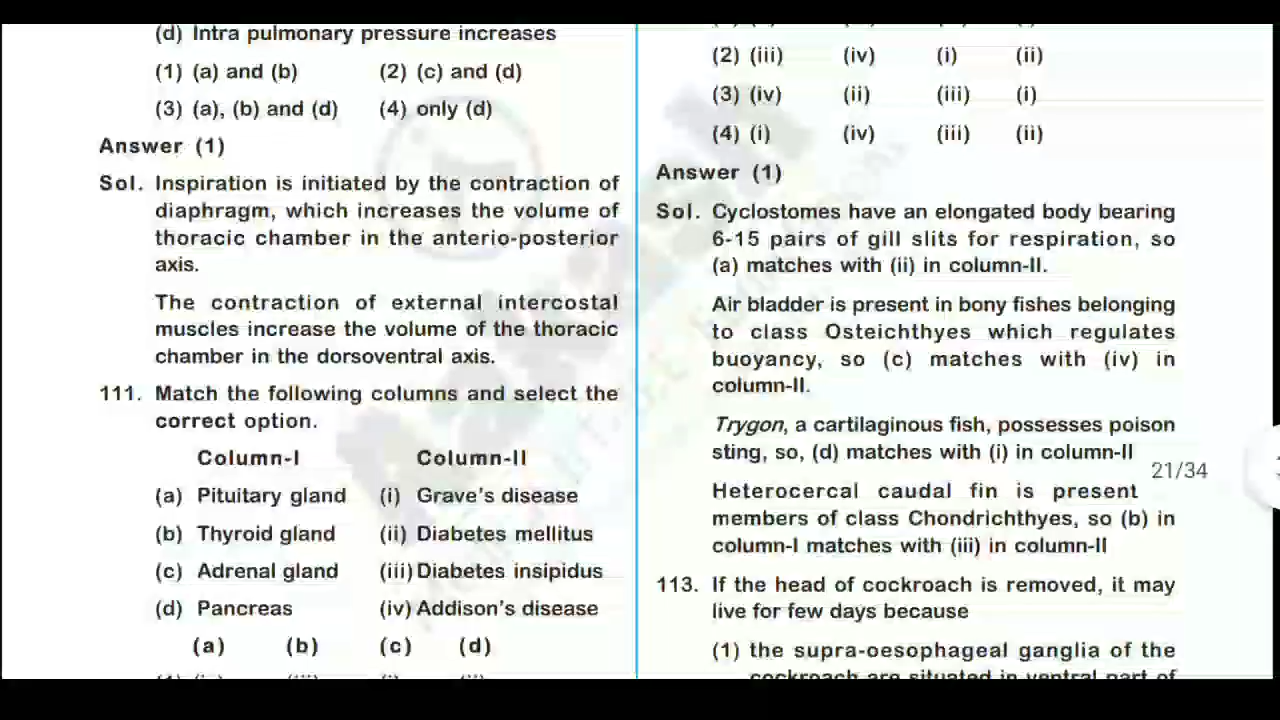 (d) Intra pulmonary pressure increases
(1) (a) and (b) (2) (c) and (d)
(3) (a), (b) and (d) (4) only (d)
Answer (1)
Sol. Inspiration is initiated by the contraction of
diaphragm, which increases the volume of
thoracic chamber in the anterio-posterior
axis.
The contraction of external intercostal
muscles increase the volume of the thoracic
chamber in the dorsoventral axis.
111. Match the following columns and select the
correct option.
Column-I Column-II
(a) Pituitary gland (i) Grave's disease
(b) Thyroid gland (ii) Diabetes mellitus
(c) Adrenal gland (iii) Diabetes insipidus
(d) Pancreas (iv) Addison's disease
(a) (b) (c) (d)
(2) (iii) (iv) (i) (ii)
(3) (iv) (ii) (iii) (i)
(4) (i) (iv) (iii) (ii)
Answer (1)
Sol. Cyclostomes have an elongated body bearing
6-15 pairs of gill slits for respiration, so
(a) matches with (ii) in column-II.
Air bladder is present in bony fishes belonging
to class Osteichthyes which regulates
buoyancy, so (c) matches with (iv) in
column-II.
Trygon, a cartilaginous fish, possesses poison
sting, so, (d) matches with (i) in column-II
21/34
Heterocercal caudal fin is present
members of class Chondrichthyes, so (b) in
column-I matches with (iii) in column-II
113. If the head of cockroach is removed, it may
live for few days because
(1) the supra-oesophageal ganglia of the
cockroach are situated in ventral part of